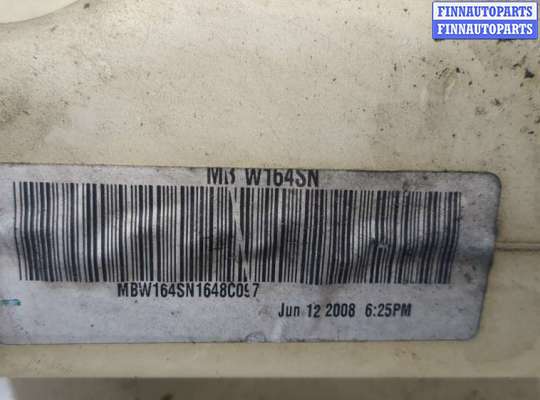 FINNAUTOPARTS
FINNAUTOPARTS
MB W164SN
MBW164SN1648C097
Jun 12 2008 6:25PM